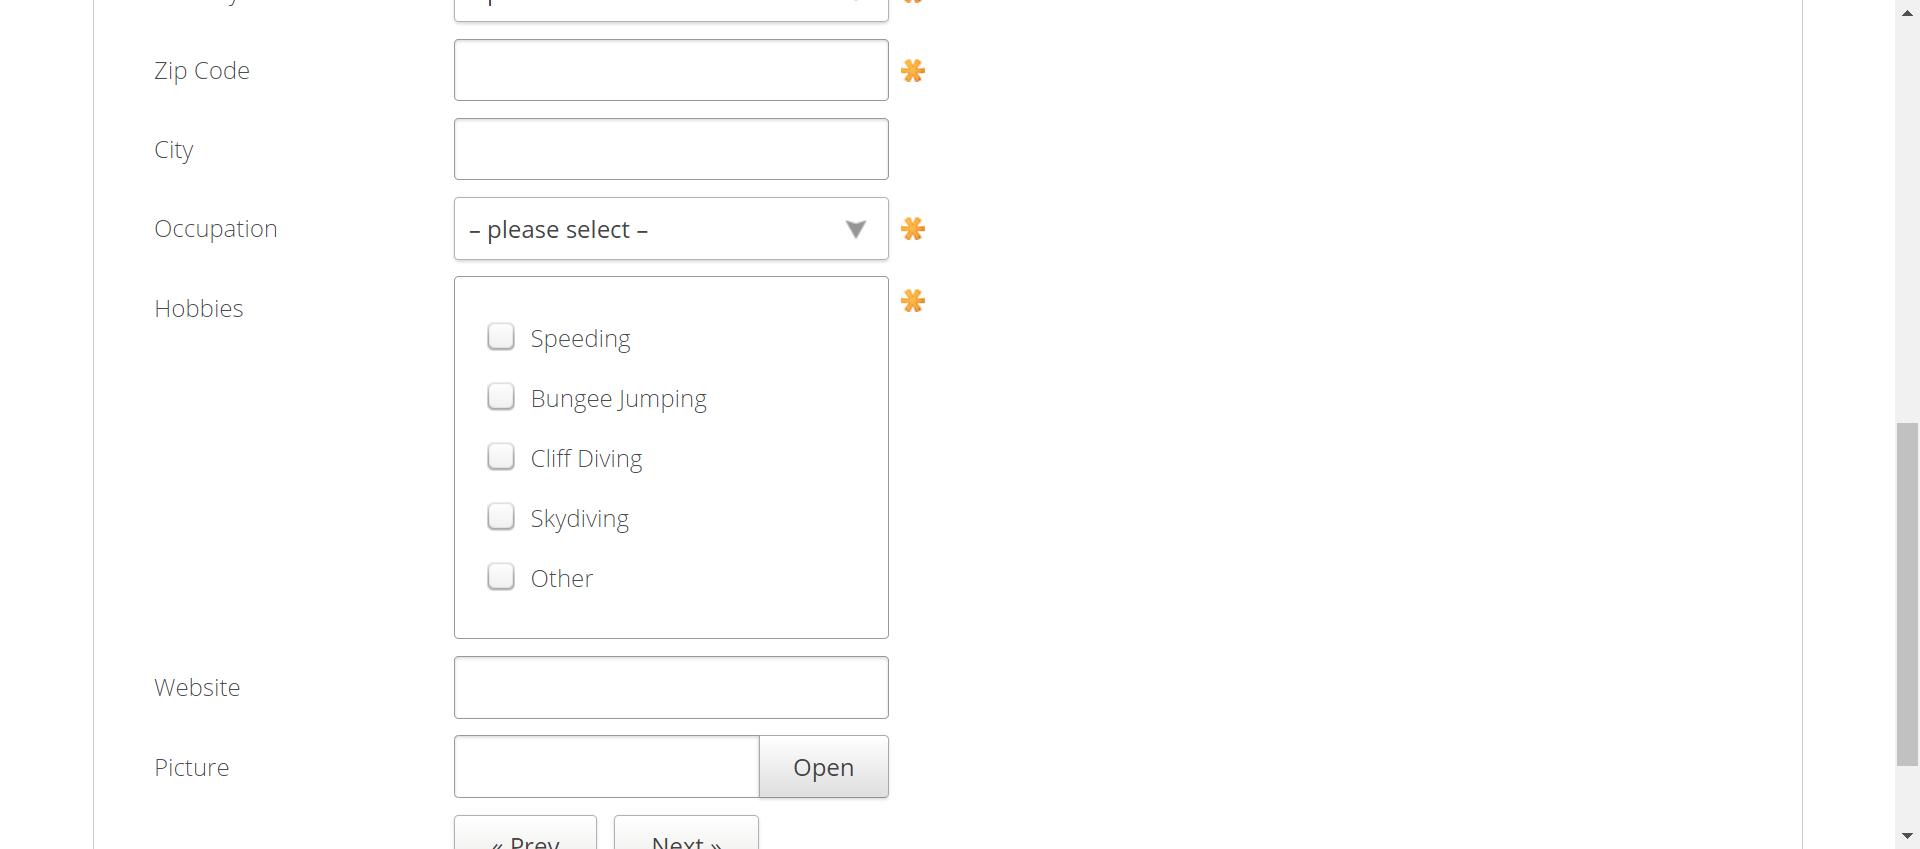 Zip Code
City
Occupation
– please select –
Hobbies
Speeding
Bungee Jumping
Cliff Diving
Skydiving
Other
Website
Picture
Open
« Prev
Next »